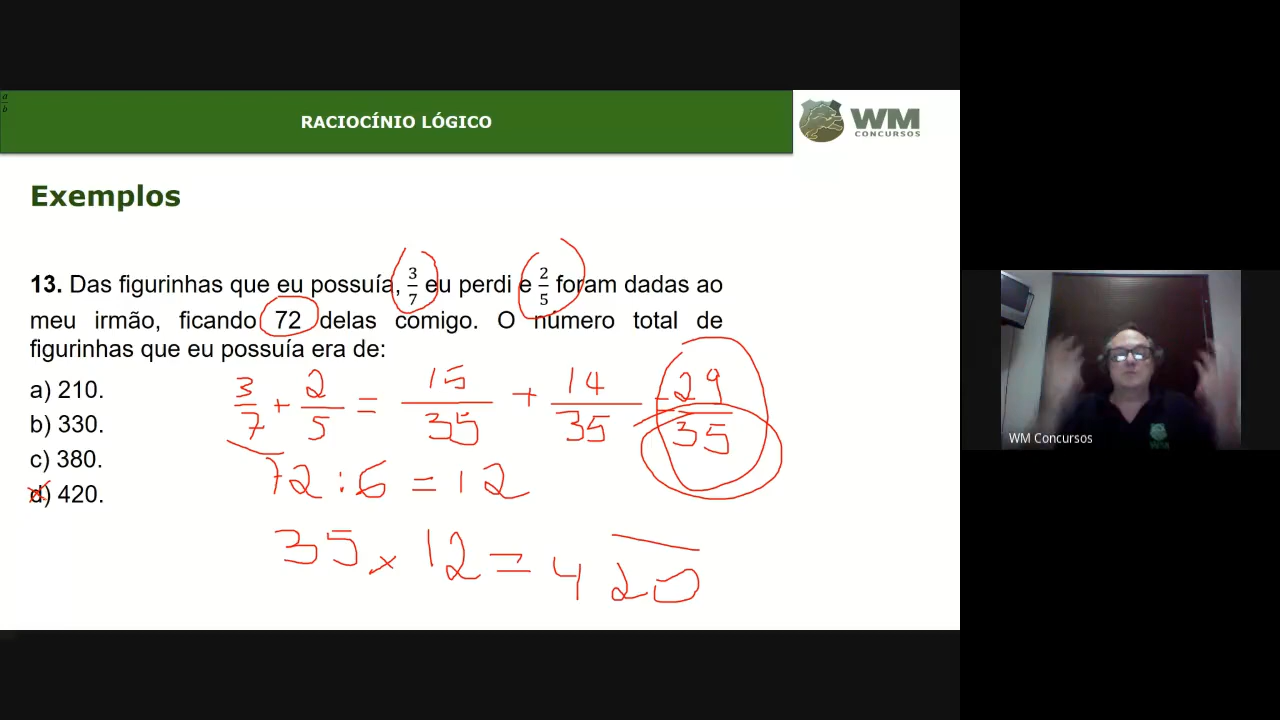 a
b
RACIOCÍNIO LÓGICO
WM
CONCURSOS
Exemplos
13. Das figurinhas que eu possuía, 3/7 eu perdi e 2/5 foram dadas ao
meu irmão, ficando 72 delas comigo. O número total de
figurinhas que eu possuía era de:
a) 210.
b) 330.
c) 380.
d) 420.
3/7 + 2/5 = 15/35 + 14/35 = 29/35
72 : 6 = 12
35 x 12 = 420
WM Concursos